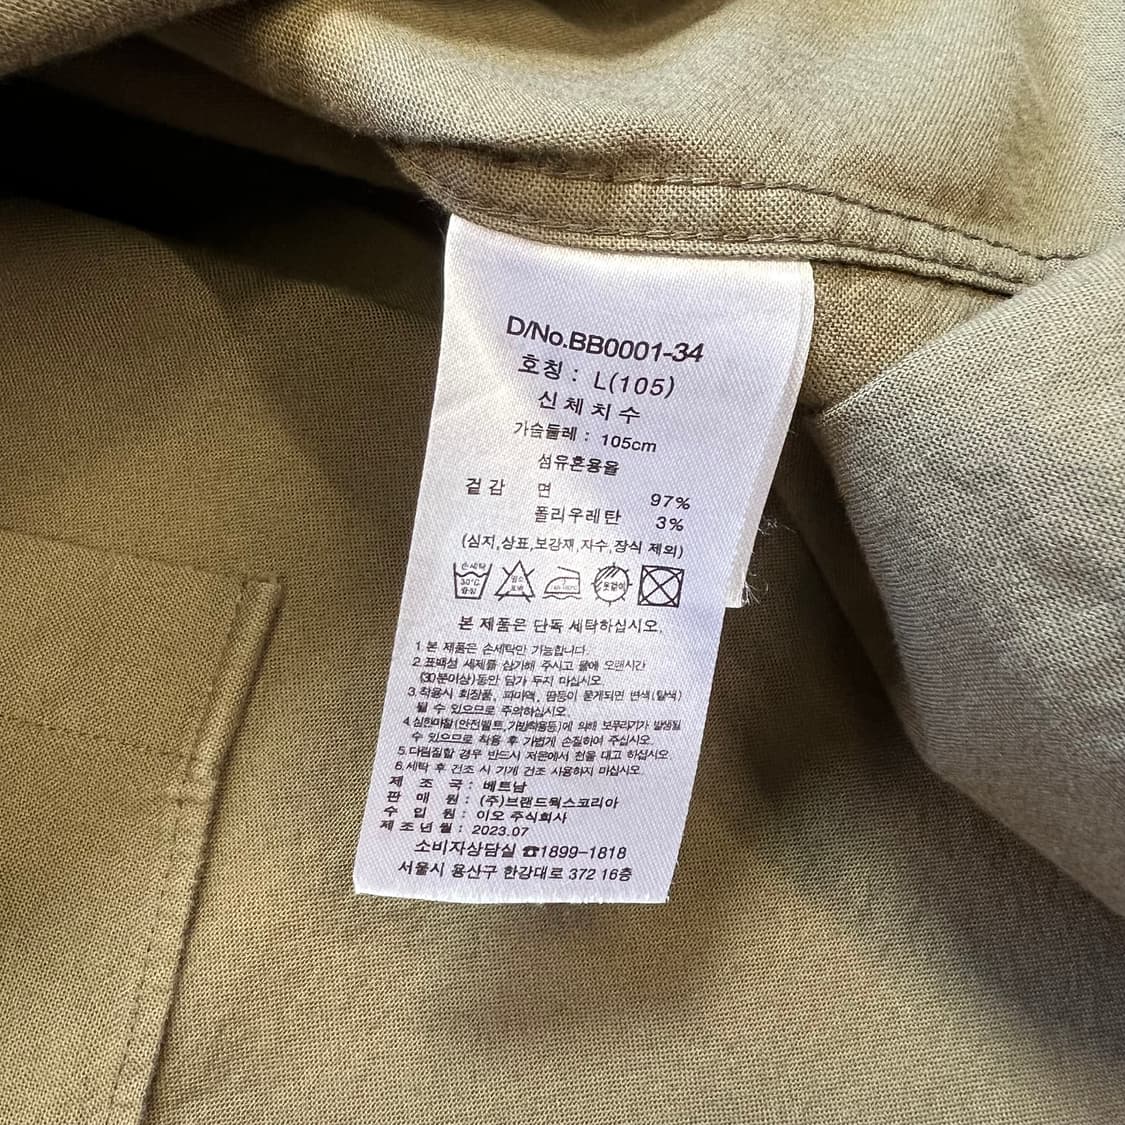 D/No.BB0001-34
호칭 : L(105)
신체치수
가슴둘레 : 105cm
섬유혼용율
겉감 면 97%
폴리우레탄 3%
(심지,상표,보강재,자수,장식 제외)
손세탁
30°C
중성
염소
표백
옷걸이
본 제품은 단독 세탁하십시오.
1.본 제품은 손세탁만 가능합니다.
2.표백성 세제를 삼가해 주시고 물에 오랜시간
(30분이상)동안 담가 두지 마십시오.
3.착용시 화장품, 파마액, 땀등이 묻게되면 변색(탈색)
될 수 있으므로 주의하십시오.
4.심한마찰(안전벨트,가방착용등)에 의해 보푸라기가 발생될
수 있으므로 착용 후 가볍게 손질하여 주십시오.
5.다림질할 경우 반드시 저온에서 천을 대고 하십시오.
6.세탁 후 건조 시 기계 건조 사용하지 마십시오.
제 조 국 : 베트남
판 매 원 : (주)브랜드웍스코리아
수 입 원 : 이오 주식회사
제조년월 : 2023.07
소비자상담실 ☎1899-1818
서울시 용산구 한강대로 372 16층